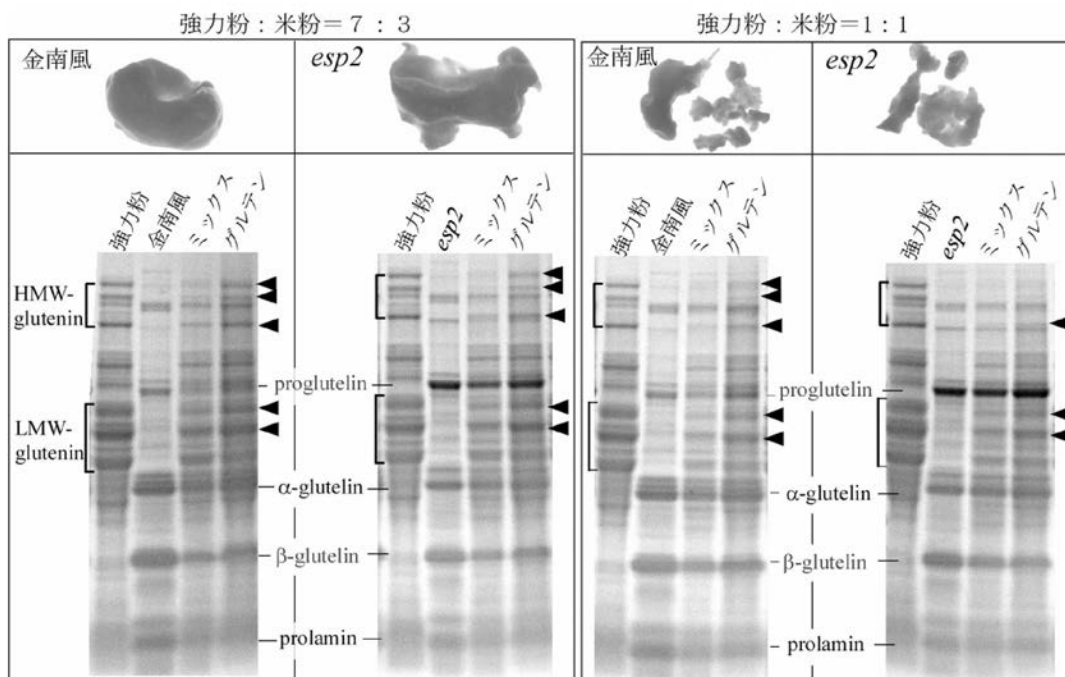 強力粉：米粉＝７：３
強力粉：米粉＝1：1
金南風
esp2
金南風
esp2
強力粉
金南風
ミックス
グルテン
強力粉
esp2
ミックス
グルテン
強力粉
金南風
ミックス
グルテン
強力粉
esp2
ミックス
グルテン
HMW-
glutenin
LMW-
glutenin
proglutelin
α-glutelin
β-glutelin
prolamin
proglutelin
α-glutelin
β-glutelin
prolamin